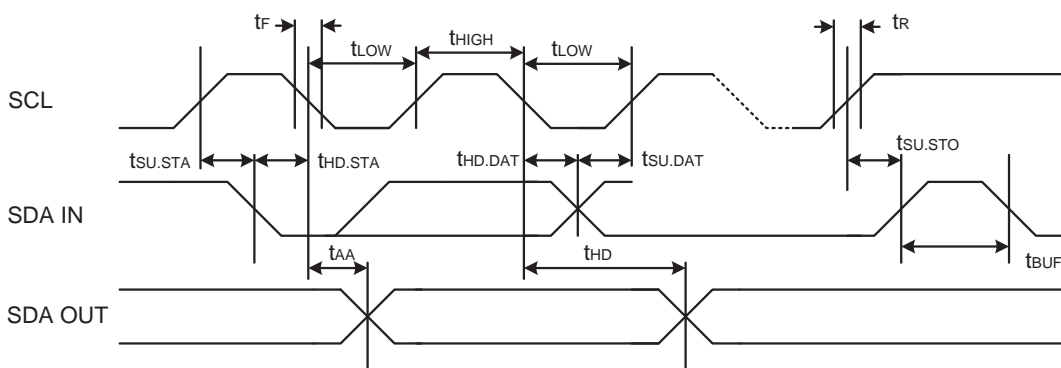 tF
tLOW
tHIGH
tLOW
tR
SCL
tSU.STA
tHD.STA
tHD.DAT
tSU.DAT
tSU.STO
SDA IN
tAA
tHD
tBUF
SDA OUT